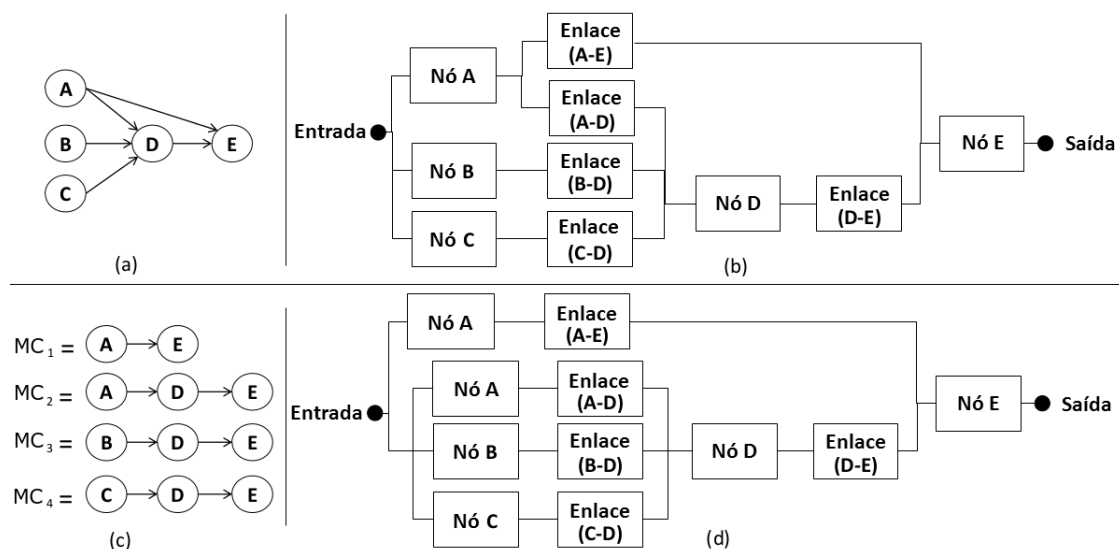 A
B
C
D
E
(a)
Entrada
Nó A
Enlace
(A-E)
Enlace
(A-D)
Nó B
Enlace
(B-D)
Nó C
Enlace
(C-D)
Nó D
Enlace
(D-E)
Nó E
Saída
(b)
MC1 = A E
MC2 = A D E
MC3 = B D E
MC4 = C D E
(c)
Entrada
Nó A
Enlace
(A-E)
Nó A
Enlace
(A-D)
Nó B
Enlace
(B-D)
Nó C
Enlace
(C-D)
Nó D
Enlace
(D-E)
Nó E
Saída
(d)